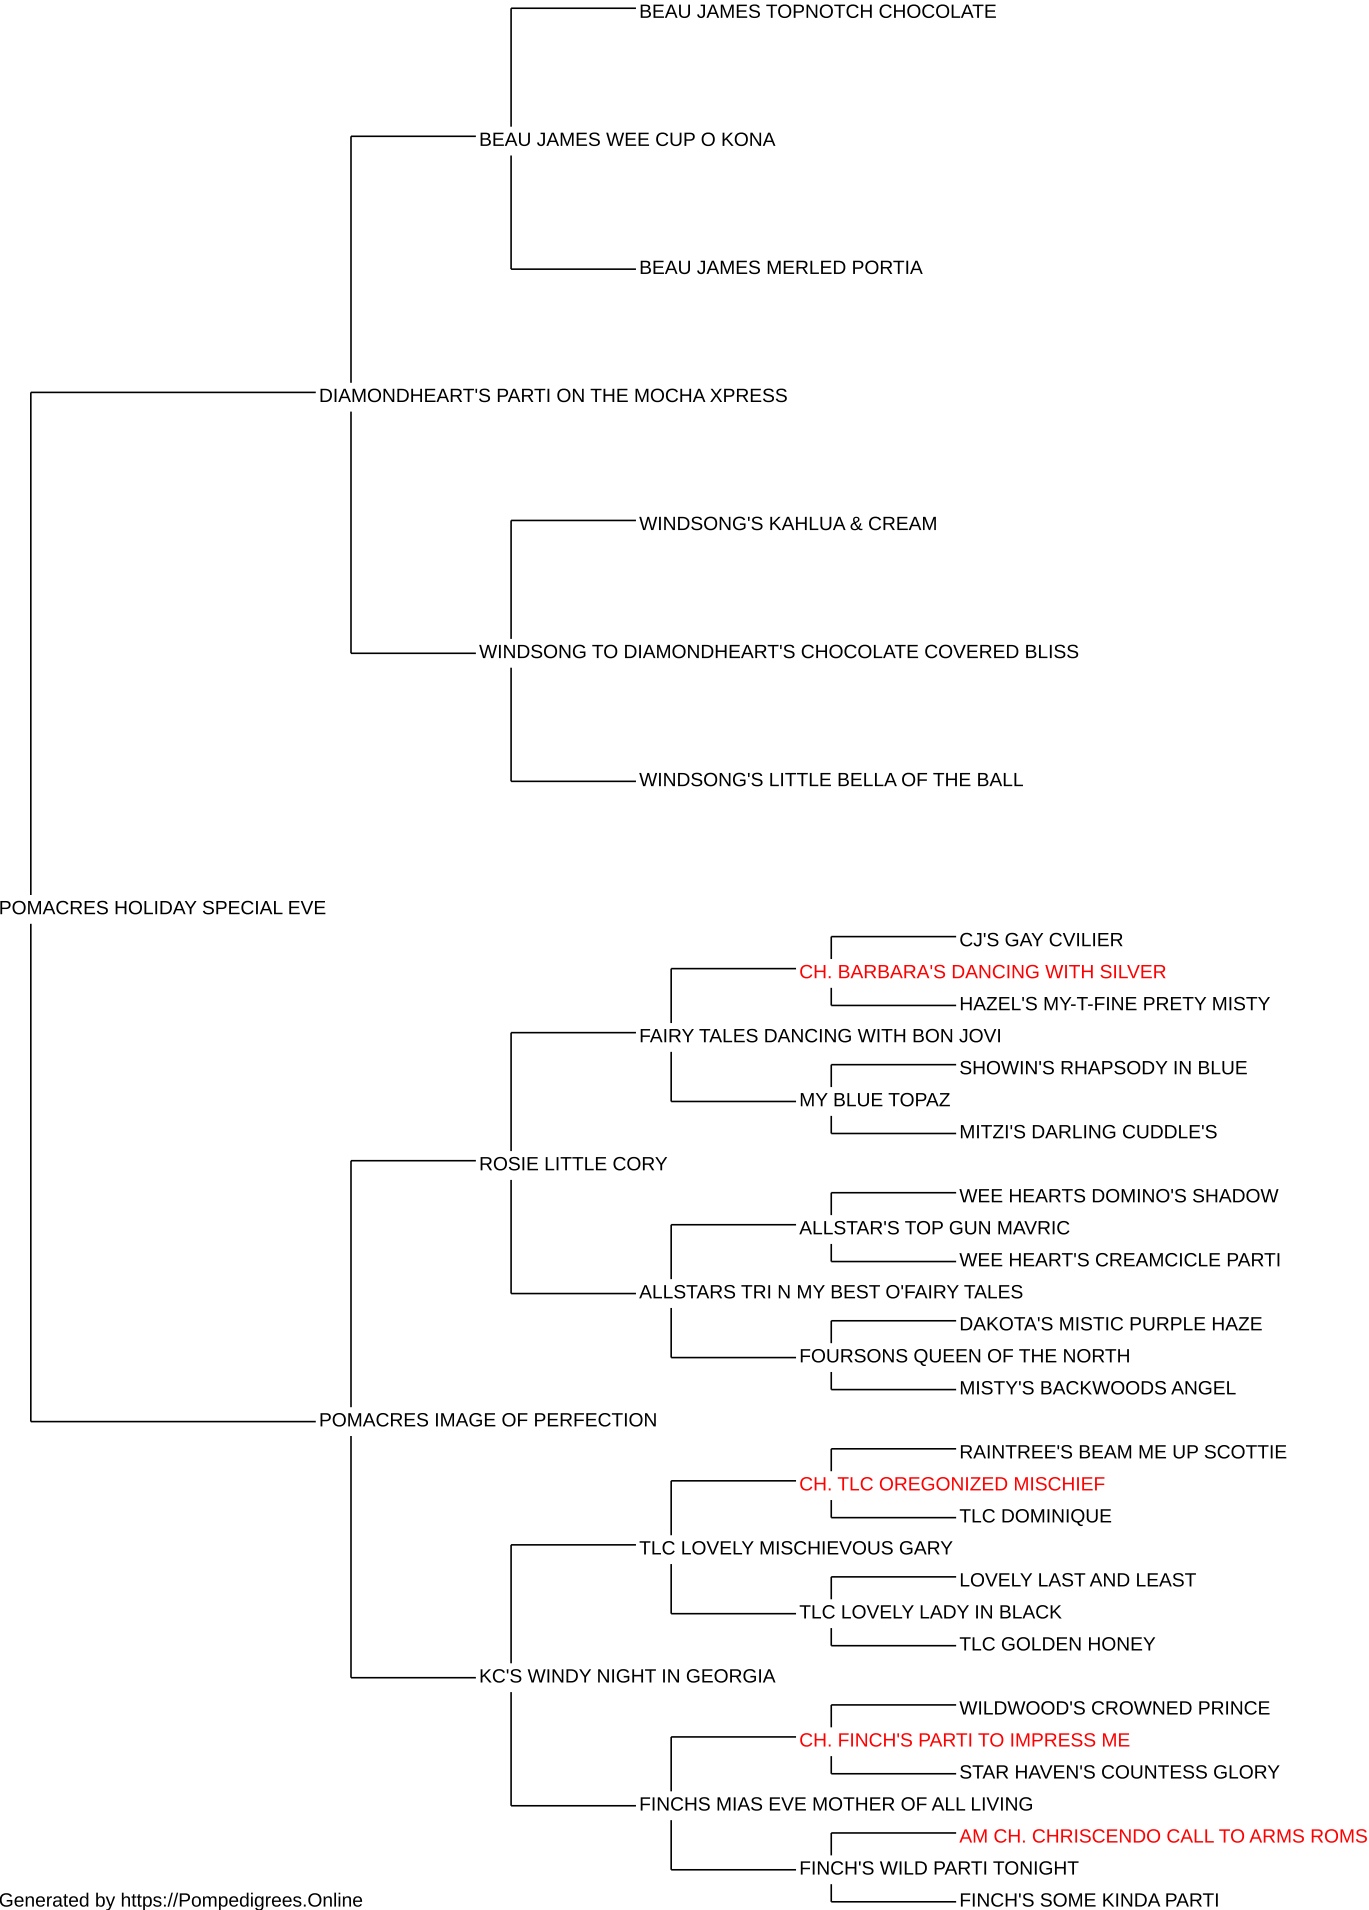 BEAU JAMES TOPNOTCH CHOCOLATE
BEAU JAMES WEE CUP O KONA
BEAU JAMES MERLED PORTIA
DIAMONDHEART'S PARTI ON THE MOCHA XPRESS
WINDSONG'S KAHLUA & CREAM
WINDSONG TO DIAMONDHEART'S CHOCOLATE COVERED BLISS
WINDSONG'S LITTLE BELLA OF THE BALL
POMACRES HOLIDAY SPECIAL EVE
CJ'S GAY CVILIER
CH. BARBARA'S DANCING WITH SILVER
HAZEL'S MY-T-FINE PRETY MISTY
FAIRY TALES DANCING WITH BON JOVI
SHOWIN'S RHAPSODY IN BLUE
MY BLUE TOPAZ
MITZI'S DARLING CUDDLE'S
ROSIE LITTLE CORY
WEE HEARTS DOMINO'S SHADOW
ALLSTAR'S TOP GUN MAVRIC
WEE HEART'S CREAMCICLE PARTI
ALLSTARS TRI N MY BEST O'FAIRY TALES
DAKOTA'S MISTIC PURPLE HAZE
FOURSONS QUEEN OF THE NORTH
MISTY'S BACKWOODS ANGEL
POMACRES IMAGE OF PERFECTION
RAINTREE'S BEAM ME UP SCOTTIE
CH. TLC OREGONIZED MISCHIEF
TLC DOMINIQUE
TLC LOVELY MISCHIEVOUS GARY
LOVELY LAST AND LEAST
TLC LOVELY LADY IN BLACK
TLC GOLDEN HONEY
KC'S WINDY NIGHT IN GEORGIA
WILDWOOD'S CROWNED PRINCE
CH. FINCH'S PARTI TO IMPRESS ME
STAR HAVEN'S COUNTESS GLORY
FINCHS MIAS EVE MOTHER OF ALL LIVING
AM CH. CHRISCENDO CALL TO ARMS ROMS
FINCH'S WILD PARTI TONIGHT
FINCH'S SOME KINDA PARTI
Generated by https://Pompedigrees.Online